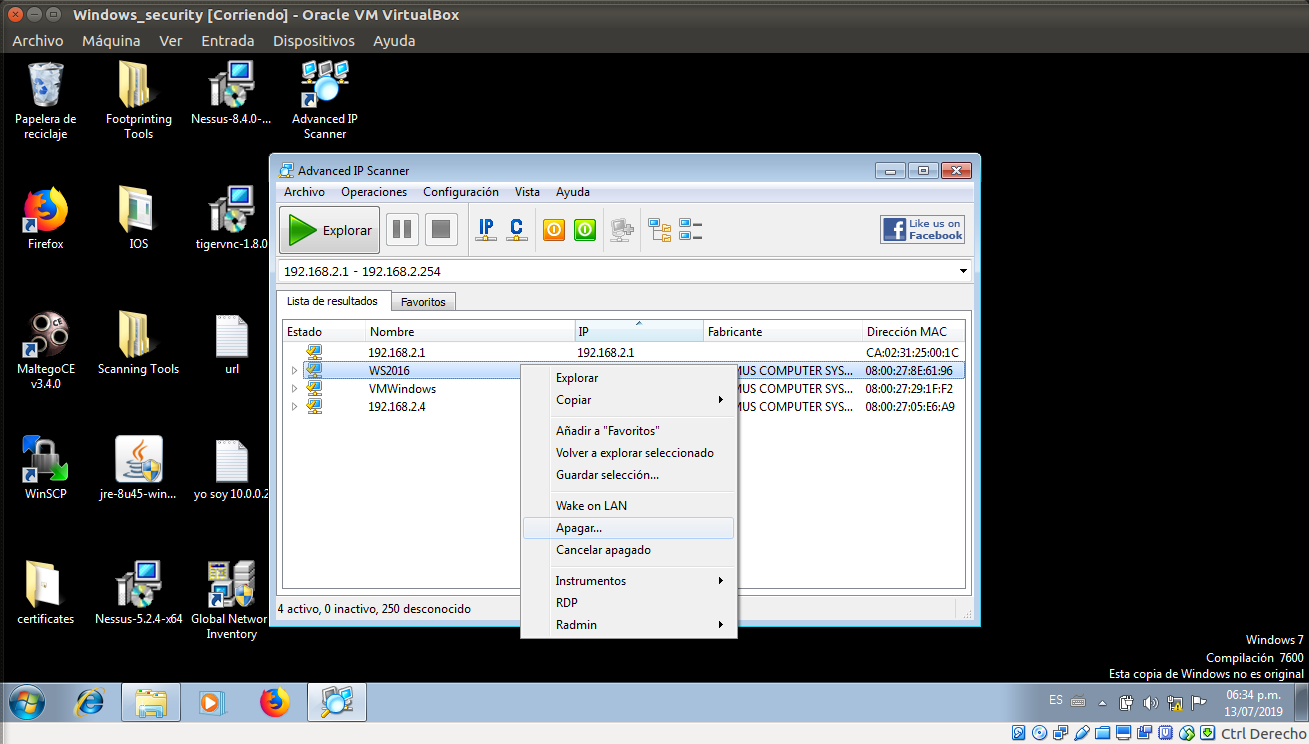 Windows_security [Corriendo] - Oracle VM VirtualBox
Archivo Máquina Ver Entrada Dispositivos Ayuda
Papelera de reciclaje
Footprinting Tools
Nessus-8.4.0-...
Advanced IP Scanner
Firefox
IOS
tigervnc-1.8.0
MaltegoCE v3.4.0
Scanning Tools
url
WinSCP
jre-8u45-win...
yo soy 10.0.0.2
certificates
Nessus-5.2.4-x64
Global Networ
Inventory
Advanced IP Scanner
Archivo Operaciones Configuración Vista Ayuda
Explorar
IP C
Like us on
Facebook
192.168.2.1 - 192.168.2.254
Lista de resultados Favoritos
Estado Nombre IP Fabricante Dirección MAC
192.168.2.1 192.168.2.1 CA:02:31:25:00:1C
WS2016 MUS COMPUTER SYS... 08:00:27:8E:61:96
VMWindows MUS COMPUTER SYS... 08:00:27:29:1F:F2
192.168.2.4 MUS COMPUTER SYS... 08:00:27:05:E6:A9
Explorar
Copiar
Añadir a "Favoritos"
Volver a explorar seleccionado
Guardar selección...
Wake on LAN
Apagar...
Cancelar apagado
Instrumentos
RDP
Radmin
4 activo, 0 inactivo, 250 desconocido
Windows 7
Compilación 7600
Esta copia de Windows no es original
ES
06:34 p.m.
13/07/2019
Ctrl Derecho